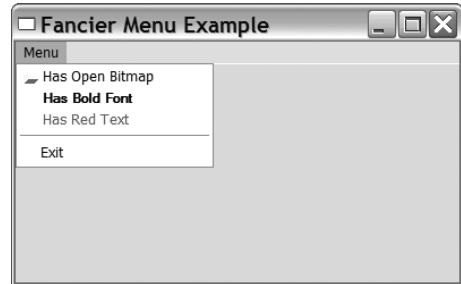 Fancier Menu Example
Menu
Has Open Bitmap
Has Bold Font
Has Red Text
Exit